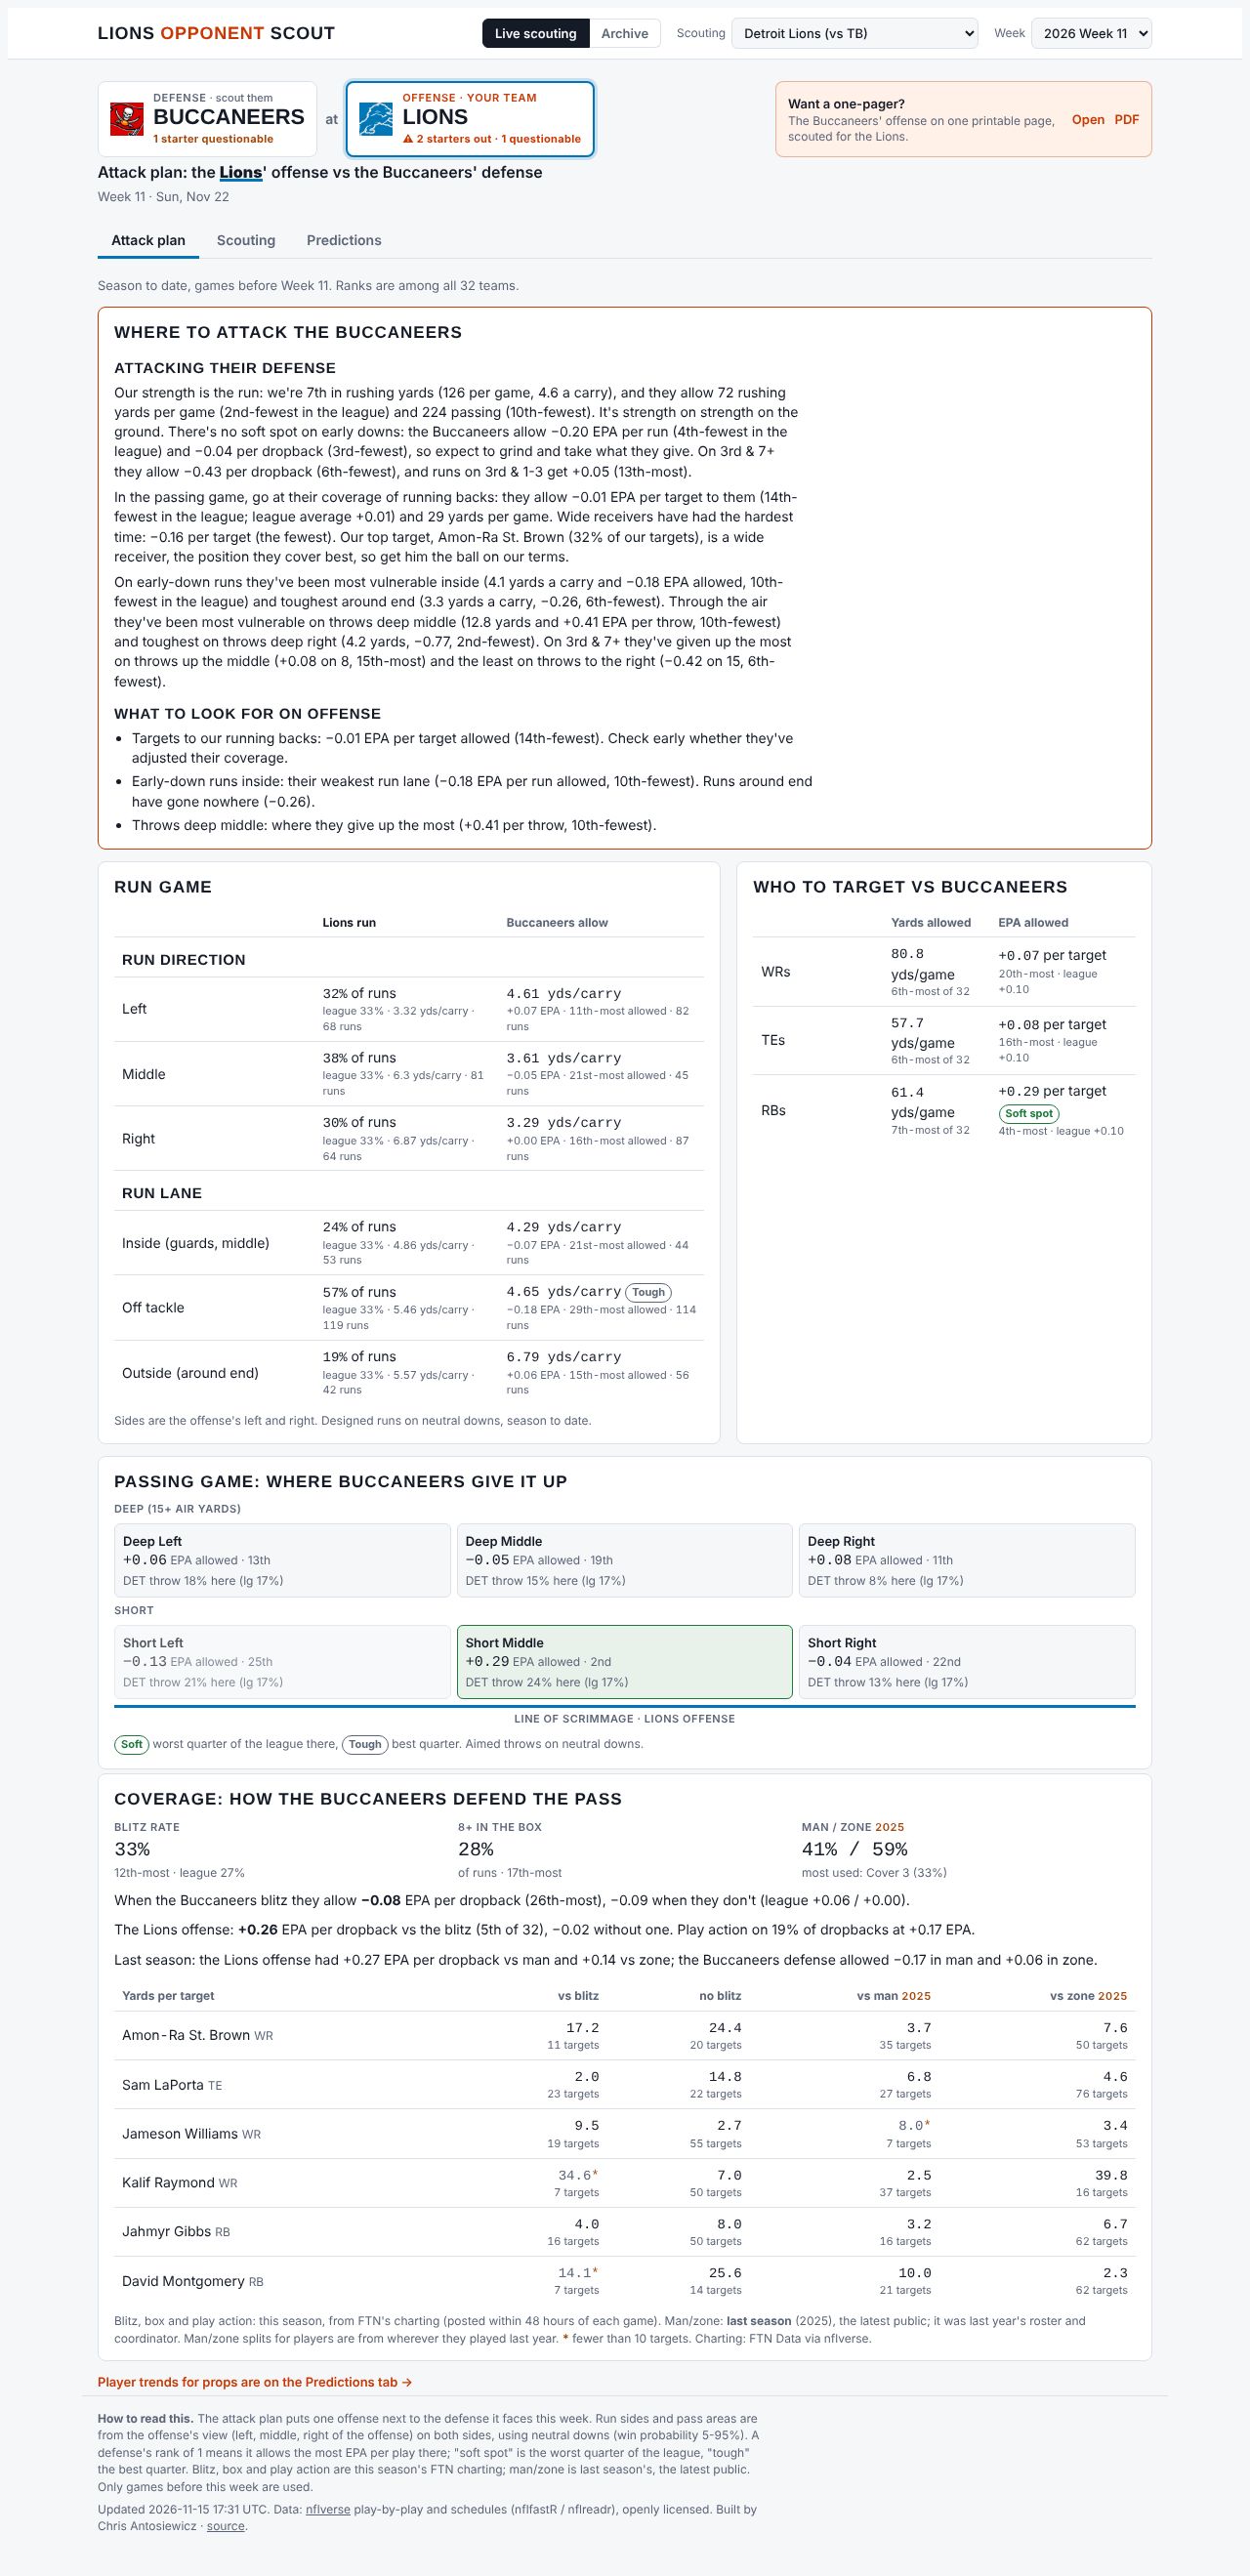 LIONS OPPONENT SCOUT
Live scouting
Archive
Scouting
Detroit Lions (vs TB)
Week
2026 Week 11
DEFENSE · scout them
BUCCANEERS
1 starter questionable
at
OFFENSE · YOUR TEAM
LIONS
⚠ 2 starters out · 1 questionable
Want a one-pager?
The Buccaneers' offense on one printable page,
scouted for the Lions.
Open PDF
Attack plan: the Lions' offense vs the Buccaneers' defense
Week 11 · Sun, Nov 22
Attack plan
Scouting
Predictions
Season to date, games before Week 11. Ranks are among all 32 teams.
WHERE TO ATTACK THE BUCCANEERS
ATTACKING THEIR DEFENSE
Our strength is the run: we're 7th in rushing yards (126 per game, 4.6 a carry), and they allow 72 rushing
yards per game (2nd-fewest in the league) and 224 passing (10th-fewest). It's strength on strength on the
ground. There's no soft spot on early downs: the Buccaneers allow −0.20 EPA per run (4th-fewest in the
league) and −0.04 per dropback (3rd-fewest), so expect to grind and take what they give. On 3rd & 7+
they allow −0.43 per dropback (6th-fewest), and runs on 3rd & 1-3 get +0.05 (13th-most).
In the passing game, go at their coverage of running backs: they allow −0.01 EPA per target to them (14th-
fewest in the league; league average +0.01) and 29 yards per game. Wide receivers have had the hardest
time: −0.16 per target (the fewest). Our top target, Amon-Ra St. Brown (32% of our targets), is a wide
receiver, the position they cover best, so get him the ball on our terms.
On early-down runs they've been most vulnerable inside (4.1 yards a carry and −0.18 EPA allowed, 10th-
fewest in the league) and toughest around end (3.3 yards a carry, −0.26, 6th-fewest). Through the air
they've been most vulnerable on throws deep middle (12.8 yards and +0.41 EPA per throw, 10th-fewest)
and toughest on throws deep right (4.2 yards, −0.77, 2nd-fewest). On 3rd & 7+ they've given up the most
on throws up the middle (+0.08 on 8, 15th-most) and the least on throws to the right (−0.42 on 15, 6th-
fewest).
WHAT TO LOOK FOR ON OFFENSE
• Targets to our running backs: −0.01 EPA per target allowed (14th-fewest). Check early whether they've
adjusted their coverage.
• Early-down runs inside: their weakest run lane (−0.18 EPA per run allowed, 10th-fewest). Runs around end
have gone nowhere (−0.26).
• Throws deep middle: where they give up the most (+0.41 per throw, 10th-fewest).
RUN GAME
Lions run
Buccaneers allow
RUN DIRECTION
Left
32% of runs
league 33% · 3.32 yds/carry ·
68 runs
4.61 yds/carry
+0.07 EPA · 11th-most allowed · 82
runs
Middle
38% of runs
league 33% · 6.3 yds/carry · 81
runs
3.61 yds/carry
−0.05 EPA · 21st-most allowed · 45
runs
Right
30% of runs
league 33% · 6.87 yds/carry ·
64 runs
3.29 yds/carry
+0.00 EPA · 16th-most allowed · 87
runs
RUN LANE
Inside (guards, middle)
24% of runs
league 33% · 4.86 yds/carry ·
53 runs
4.29 yds/carry
−0.07 EPA · 21st-most allowed · 44
runs
Off tackle
57% of runs
league 33% · 5.46 yds/carry ·
119 runs
4.65 yds/carry Tough
−0.18 EPA · 29th-most allowed · 114
runs
Outside (around end)
19% of runs
league 33% · 5.57 yds/carry ·
42 runs
6.79 yds/carry
+0.06 EPA · 15th-most allowed · 56
runs
Sides are the offense's left and right. Designed runs on neutral downs, season to date.
WHO TO TARGET VS BUCCANEERS
Yards allowed
EPA allowed
WRs
80.8
yds/game
6th-most of 32
+0.07 per target
20th-most · league
+0.10
TEs
57.7
yds/game
6th-most of 32
+0.08 per target
16th-most · league
+0.10
RBs
61.4
yds/game
7th-most of 32
+0.29 per target
Soft spot
4th-most · league +0.10
PASSING GAME: WHERE BUCCANEERS GIVE IT UP
DEEP (15+ AIR YARDS)
Deep Left
+0.06 EPA allowed · 13th
DET throw 18% here (lg 17%)
Deep Middle
−0.05 EPA allowed · 19th
DET throw 15% here (lg 17%)
Deep Right
+0.08 EPA allowed · 11th
DET throw 8% here (lg 17%)
SHORT
Short Left
−0.13 EPA allowed · 25th
DET throw 21% here (lg 17%)
Short Middle
+0.29 EPA allowed · 2nd
DET throw 24% here (lg 17%)
Short Right
−0.04 EPA allowed · 22nd
DET throw 13% here (lg 17%)
LINE OF SCRIMMAGE · LIONS OFFENSE
Soft worst quarter of the league there, Tough best quarter. Aimed throws on neutral downs.
COVERAGE: HOW THE BUCCANEERS DEFEND THE PASS
BLITZ RATE
33%
12th-most · league 27%
8+ IN THE BOX
28%
of runs · 17th-most
MAN / ZONE 2025
41% / 59%
most used: Cover 3 (33%)
When the Buccaneers blitz they allow −0.08 EPA per dropback (26th-most), −0.09 when they don't (league +0.06 / +0.00).
The Lions offense: +0.26 EPA per dropback vs the blitz (5th of 32), −0.02 without one. Play action on 19% of dropbacks at +0.17 EPA.
Last season: the Lions offense had +0.27 EPA per dropback vs man and +0.14 vs zone; the Buccaneers defense allowed −0.17 in man and +0.06 in zone.
Yards per target vs blitz no blitz vs man 2025 vs zone 2025
Amon-Ra St. Brown WR 17.2 24.4 3.7 7.6
11 targets 20 targets 35 targets 50 targets
Sam LaPorta TE 2.0 14.8 6.8 4.6
23 targets 22 targets 27 targets 76 targets
Jameson Williams WR 9.5 2.7 8.0* 3.4
19 targets 55 targets 7 targets 53 targets
Kalif Raymond WR 34.6* 7.0 2.5 39.8
7 targets 50 targets 37 targets 16 targets
Jahmyr Gibbs RB 4.0 8.0 3.2 6.7
16 targets 50 targets 16 targets 62 targets
David Montgomery RB 14.1* 25.6 10.0 2.3
7 targets 14 targets 21 targets 62 targets
Blitz, box and play action: this season, from FTN's charting (posted within 48 hours of each game). Man/zone: last season (2025), the latest public; it was last year's roster and
coordinator. Man/zone splits for players are from wherever they played last year. * fewer than 10 targets. Charting: FTN Data via nflverse.
Player trends for props are on the Predictions tab →
How to read this. The attack plan puts one offense next to the defense it faces this week. Run sides and pass areas are
from the offense's view (left, middle, right of the offense) on both sides, using neutral downs (win probability 5-95%). A
defense's rank of 1 means it allows the most EPA per play there; "soft spot" is the worst quarter of the league, "tough"
the best quarter. Blitz, box and play action are this season's FTN charting; man/zone is last season's, the latest public.
Only games before this week are used.
Updated 2026-11-15 17:31 UTC. Data: nflverse play-by-play and schedules (nflfastR / nflreadr), openly licensed. Built by
Chris Antosiewicz · source.